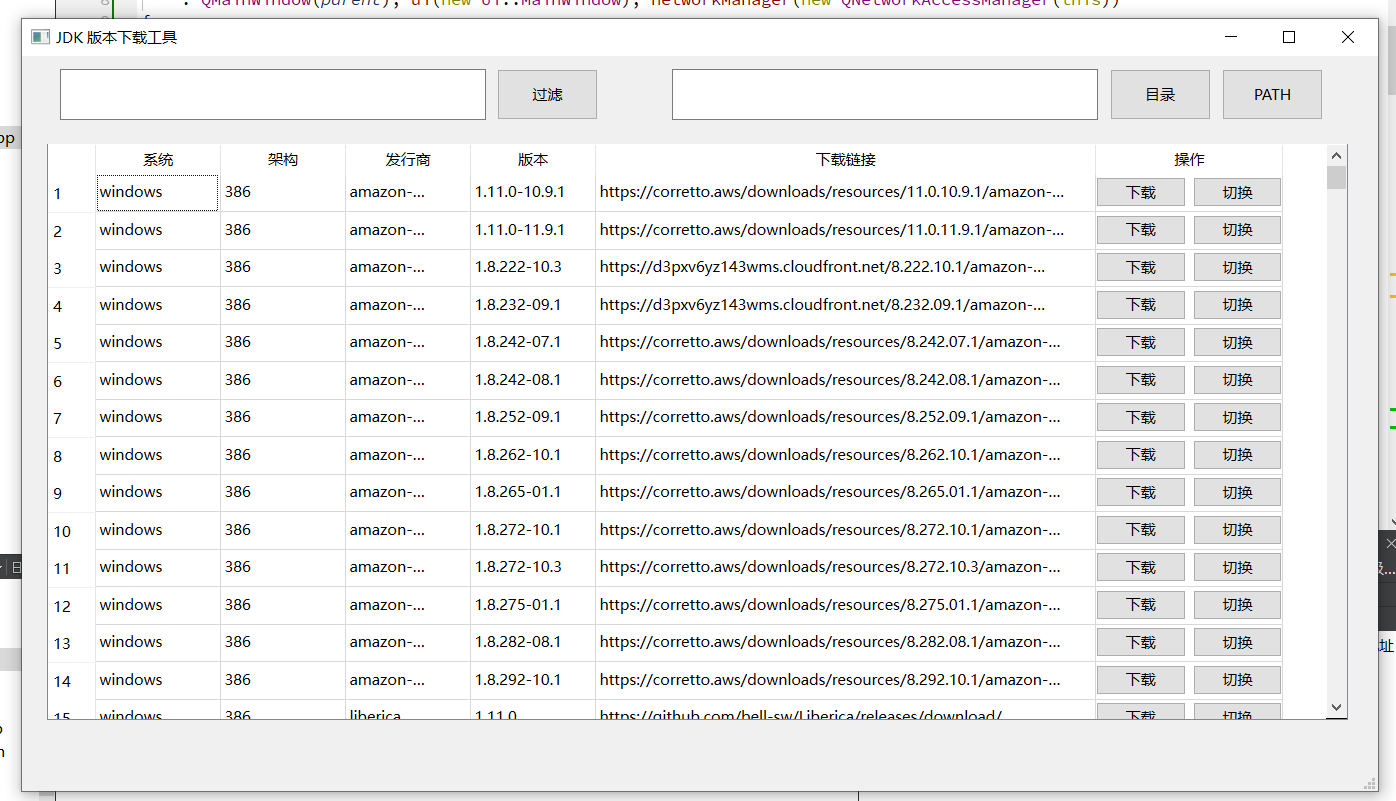 : QMainWindow(parent), ui(new Ui::MainWindow), networkManager(new QNetworkAccessManager(this))
JDK 版本下载工具
过滤 目录 PATH
系统 架构 发行商 版本 下载链接 操作
1 windows 386 amazon-... 1.11.0-10.9.1 https://corretto.aws/downloads/resources/11.0.10.9.1/amazon-... 下载 切换
2 windows 386 amazon-... 1.11.0-11.9.1 https://corretto.aws/downloads/resources/11.0.11.9.1/amazon-... 下载 切换
3 windows 386 amazon-... 1.8.222-10.3 https://d3pxv6yz143wms.cloudfront.net/8.222.10.1/amazon-... 下载 切换
4 windows 386 amazon-... 1.8.232-09.1 https://d3pxv6yz143wms.cloudfront.net/8.232.09.1/amazon-... 下载 切换
5 windows 386 amazon-... 1.8.242-07.1 https://corretto.aws/downloads/resources/8.242.07.1/amazon-... 下载 切换
6 windows 386 amazon-... 1.8.242-08.1 https://corretto.aws/downloads/resources/8.242.08.1/amazon-... 下载 切换
7 windows 386 amazon-... 1.8.252-09.1 https://corretto.aws/downloads/resources/8.252.09.1/amazon-... 下载 切换
8 windows 386 amazon-... 1.8.262-10.1 https://corretto.aws/downloads/resources/8.262.10.1/amazon-... 下载 切换
9 windows 386 amazon-... 1.8.265-01.1 https://corretto.aws/downloads/resources/8.265.01.1/amazon-... 下载 切换
10 windows 386 amazon-... 1.8.272-10.1 https://corretto.aws/downloads/resources/8.272.10.1/amazon-... 下载 切换
11 windows 386 amazon-... 1.8.272-10.3 https://corretto.aws/downloads/resources/8.272.10.3/amazon-... 下载 切换
12 windows 386 amazon-... 1.8.275-01.1 https://corretto.aws/downloads/resources/8.275.01.1/amazon-... 下载 切换
13 windows 386 amazon-... 1.8.282-08.1 https://corretto.aws/downloads/resources/8.282.08.1/amazon-... 下载 切换
14 windows 386 amazon-... 1.8.292-10.1 https://corretto.aws/downloads/resources/8.292.10.1/amazon-... 下载 切换
15 windows 386 liberica 1.11.0 https://github.com/bell-sw/Liberica/releases/download/ 下载 切换